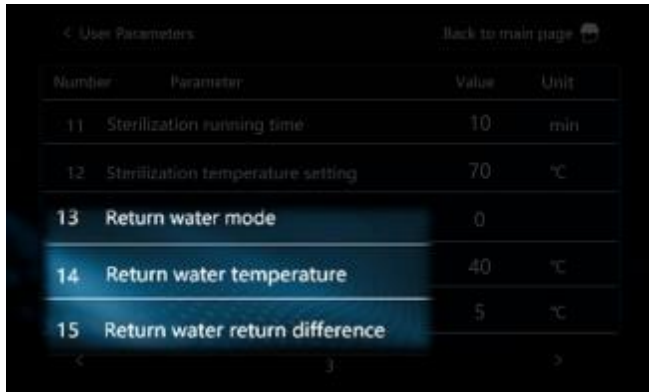 < User Parameters Back to main page
Number Parameter Value Unit
11 Sterilization running time 10 min
12 Sterilization temperature setting 70 ℃
13 Return water mode 0
14 Return water temperature 40 ℃
15 Return water return difference 5 ℃
< 3 >